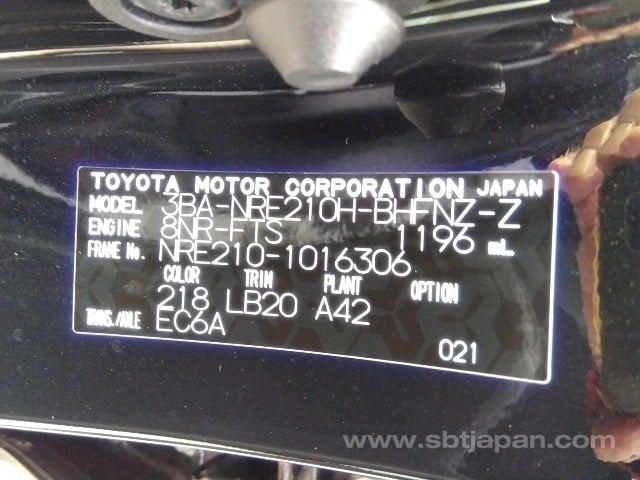 TOYOTA MOTOR CORPORATION JAPAN
MODEL 3BA-NRE210H-BHFNZ-Z
ENGINE 8NR-FTS 1196 mL
FRAME No. NRE210-1016306
COLOR TRIM PLANT OPTION
218 LB20 A42
TRANS./AXLE EC6A
021
www.sbtjapan.com